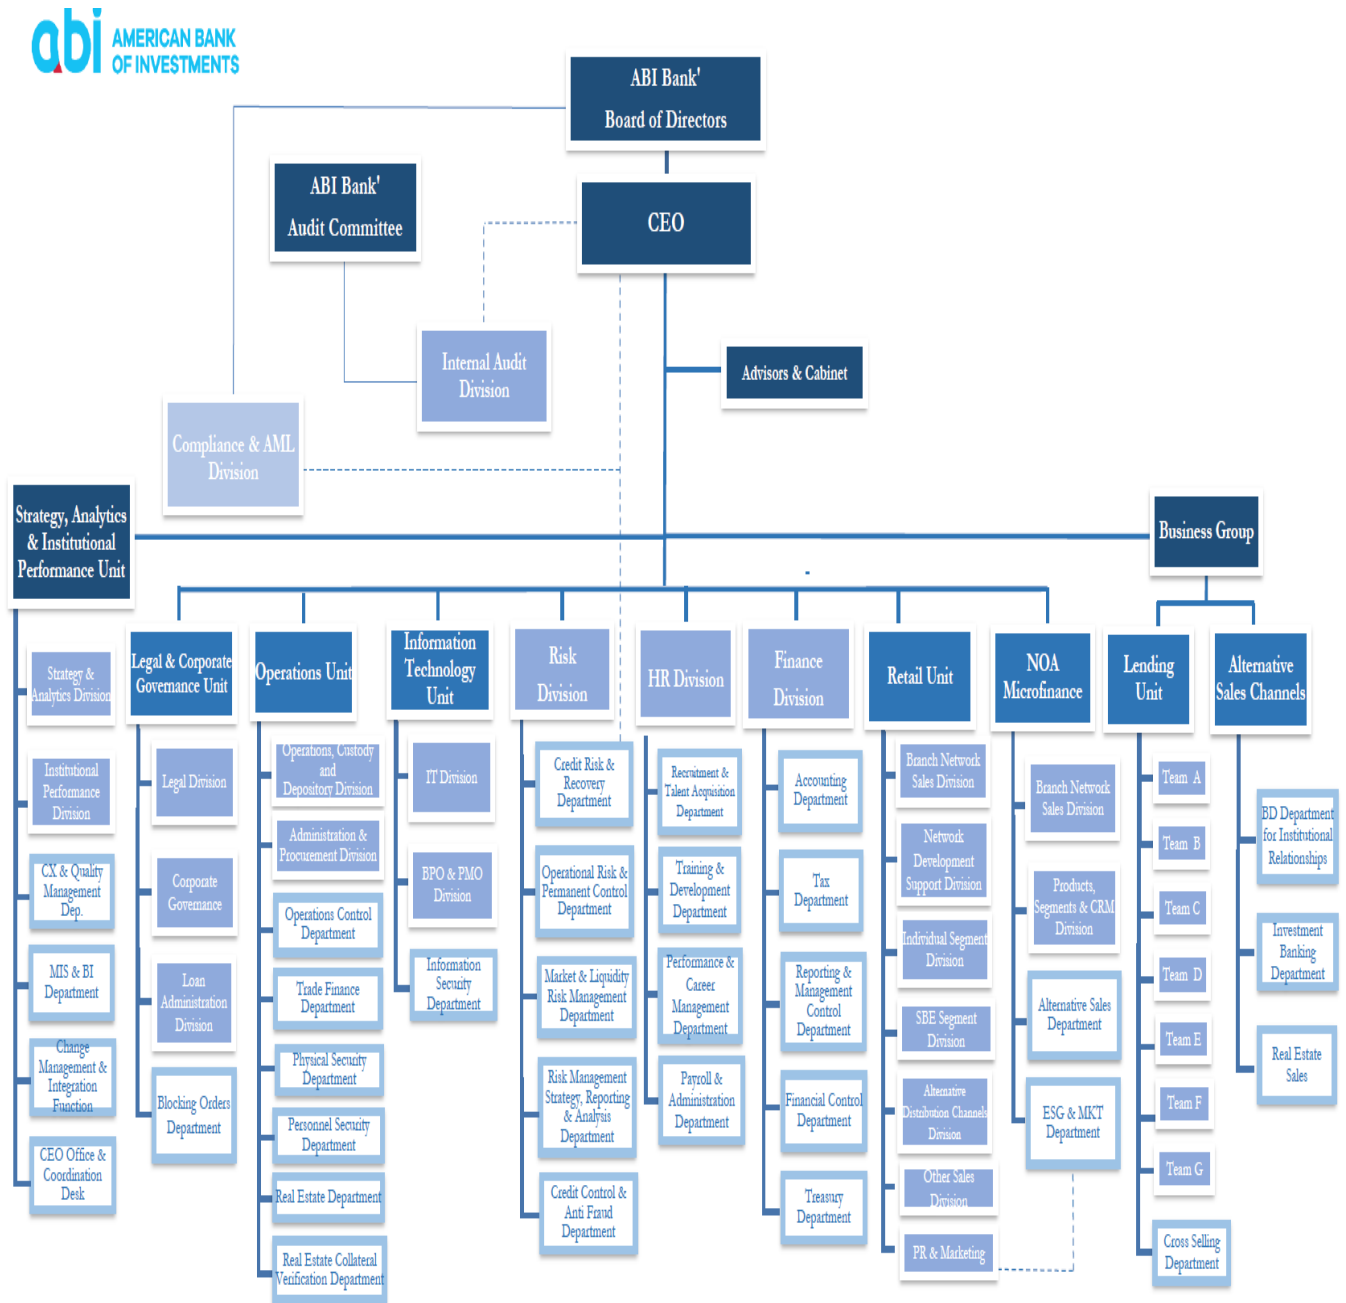 abi AMERICAN BANK
OF INVESTMENTS
ABI Bank'
Board of Directors
ABI Bank'
Audit Committee
CEO
Internal Audit
Division
Advisors & Cabinet
Compliance & AML
Division
Strategy, Analytics
& Institutional
Performance Unit
Business Group
Strategy &
Analytics Division
Institutional
Performance
Division
CX & Quality
Management
Dep.
MIS & BI
Department
Change
Management &
Integration
Function
CEO Office &
Coordination
Desk
Legal & Corporate
Governance Unit
Legal Division
Corporate
Governance
Loan
Administration
Division
Blocking Orders
Department
Operations Unit
Operations, Custody
and
Depository Division
Administration &
Procurement Division
Operations Control
Department
Trade Finance
Department
Physical Security
Department
Personnel Security
Department
Real Estate Department
Real Estate Collateral
Verification Department
Information
Technology
Unit
IT Division
BPO & PMO
Division
Information
Security
Department
Risk
Division
Credit Risk &
Recovery
Department
Operational Risk &
Permanent Control
Department
Market & Liquidity
Risk Management
Department
Risk Management
Strategy, Reporting
& Analysis
Department
Credit Control &
Anti Fraud
Department
HR Division
Recruitment &
Talent Acquisition
Department
Training &
Development
Department
Performance &
Career
Management
Department
Payroll &
Administration
Department
Finance
Division
Accounting
Department
Tax
Department
Reporting &
Management
Control
Department
Financial Control
Department
Treasury
Department
Retail Unit
Branch Network
Sales Division
Network
Development
Support Division
Individual Segment
Division
SBE Segment
Division
Alternative
Distribution Channels
Division
Other Sales
Division
PR & Marketing
NOA
Microfinance
Branch Network
Sales Division
Products,
Segments & CRM
Division
Alternative Sales
Department
ESG & MKT
Department
Lending
Unit
Team A
Team B
Team C
Team D
Team E
Team F
Team G
Cross Selling
Department
Alternative
Sales Channels
BD Department
for Institutional
Relationships
Investment
Banking
Department
Real Estate
Sales